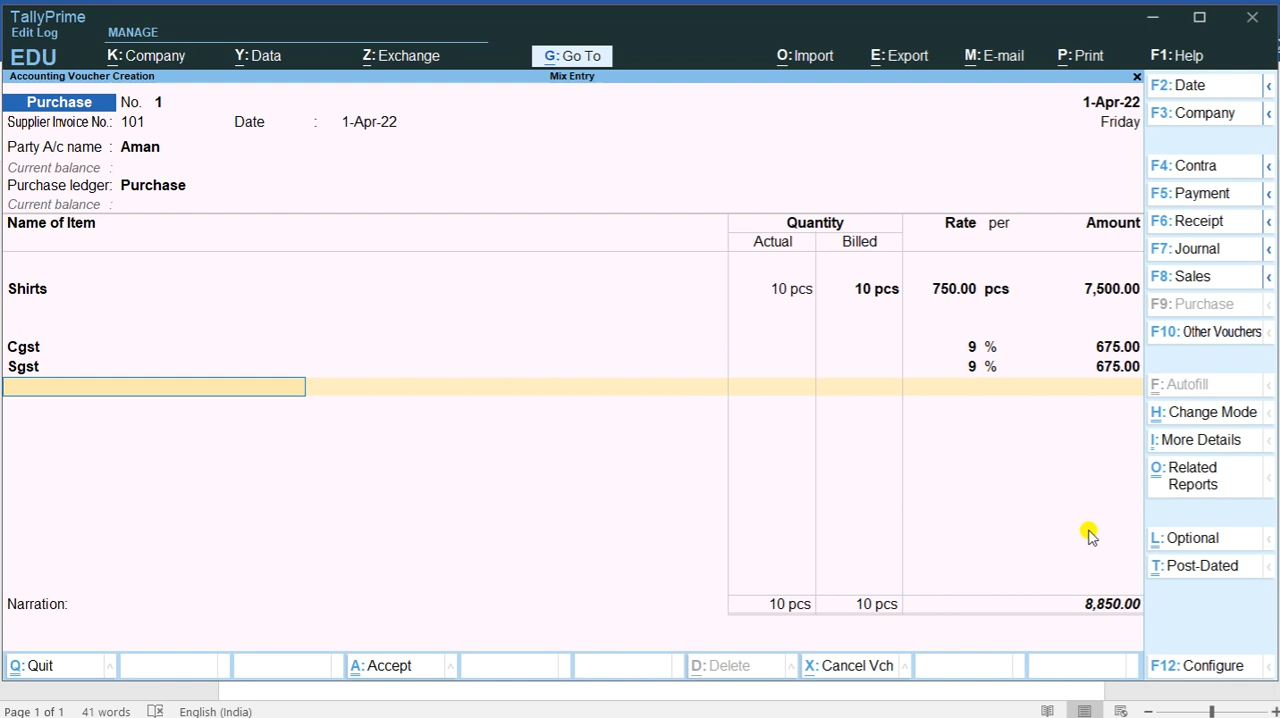 TallyPrime
Edit Log MANAGE
EDU K: Company Y: Data Z: Exchange G: Go To O: Import E: Export M: E-mail P: Print F1: Help
Accounting Voucher Creation Mix Entry ×
Purchase No. 1 1-Apr-22
Supplier Invoice No.: 101 Date : 1-Apr-22 Friday
Party A/c name : Aman
Current balance :
Purchase ledger: Purchase
Current balance :
Name of Item Quantity Rate per Amount
Actual Billed
Shirts 10 pcs 10 pcs 750.00 pcs 7,500.00
Cgst 9 % 675.00
Sgst 9 % 675.00
Narration: 10 pcs 10 pcs 8,850.00
F2: Date
F3: Company
F4: Contra
F5: Payment
F6: Receipt
F7: Journal
F8: Sales
F9: Purchase
F10: Other Vouchers
F: Autofill
H: Change Mode
I: More Details
O: Related
Reports
L: Optional
T: Post-Dated
Q: Quit A: Accept D: Delete X: Cancel Vch F12: Configure
Page 1 of 1 41 words English (India)